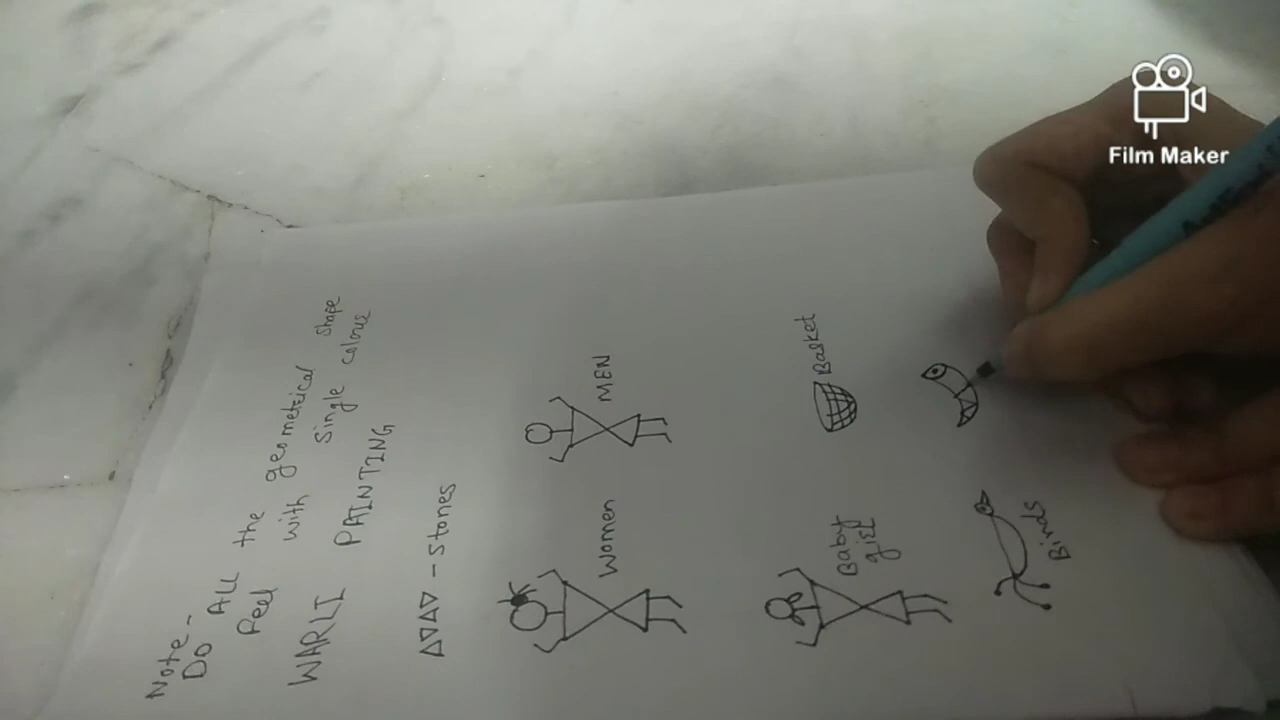 Note-
DO ALL the geometrical shape
Peel with single colour
WARLI PAINTING
- Stones
Women
MEN
Baby
girl
Basket
Birds
Film Maker